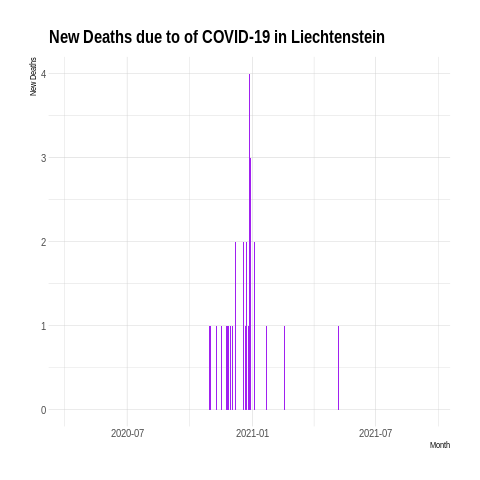 New Deaths due to of COVID-19 in Liechtenstein
New Deaths
4
3
2
1
0
2020-07 2021-01 2021-07
Month